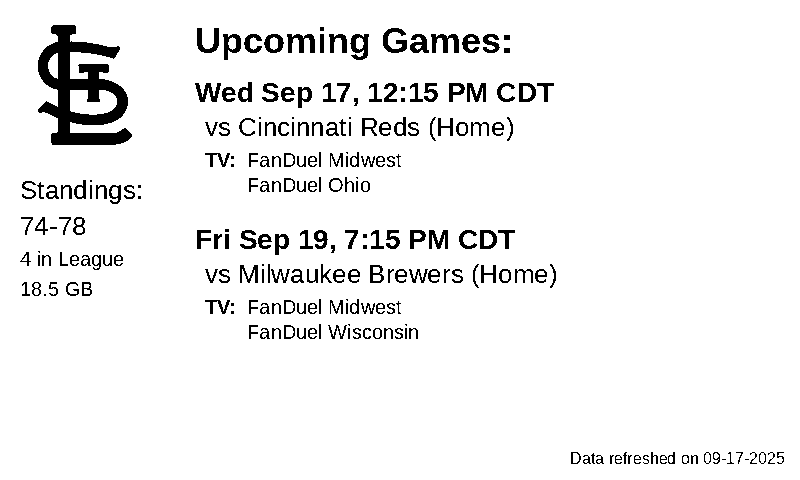 STL
Standings:
74-78
4 in League
18.5 GB
Upcoming Games:
Wed Sep 17, 12:15 PM CDT
vs Cincinnati Reds (Home)
TV: FanDuel Midwest
FanDuel Ohio
Fri Sep 19, 7:15 PM CDT
vs Milwaukee Brewers (Home)
TV: FanDuel Midwest
FanDuel Wisconsin
Data refreshed on 09-17-2025